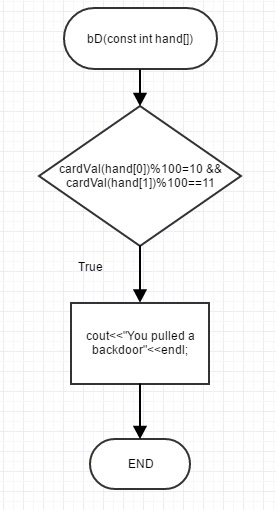 bD(const int hand[])
cardVal(hand[0])%100=10 &&
cardVal(hand[1])%100==11
True
cout<<"You pulled a
backdoor"<<endl;
END